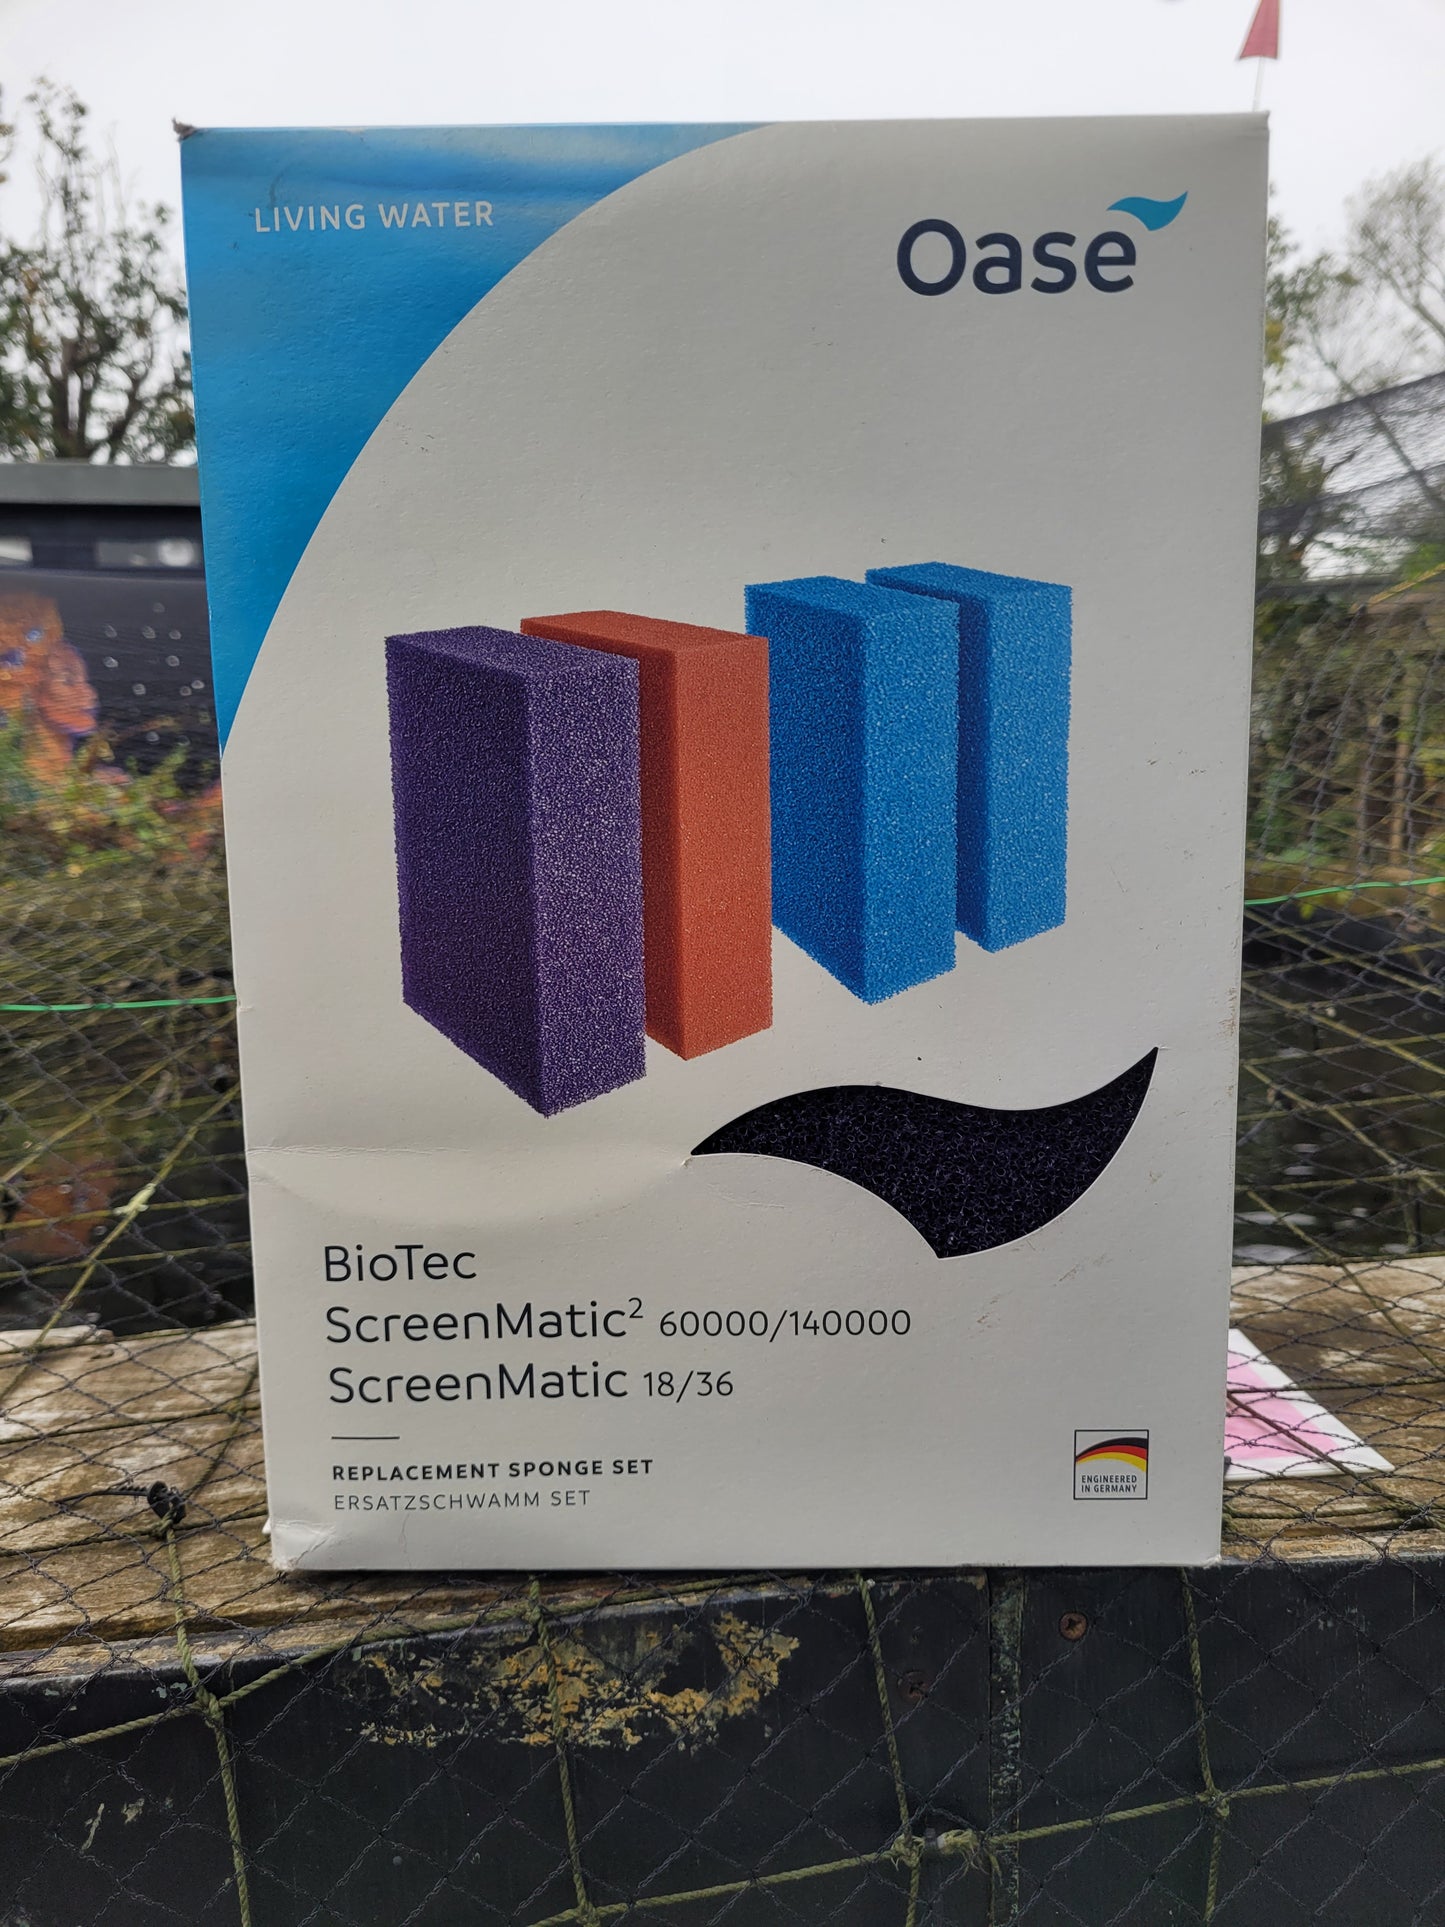 LIVING WATER
Oase
BioTec
ScreenMatic² 60000/140000
ScreenMatic 18/36
REPLACEMENT SPONGE SET
ERSATZSCHWAMM SET
ENGINEERED
IN GERMANY